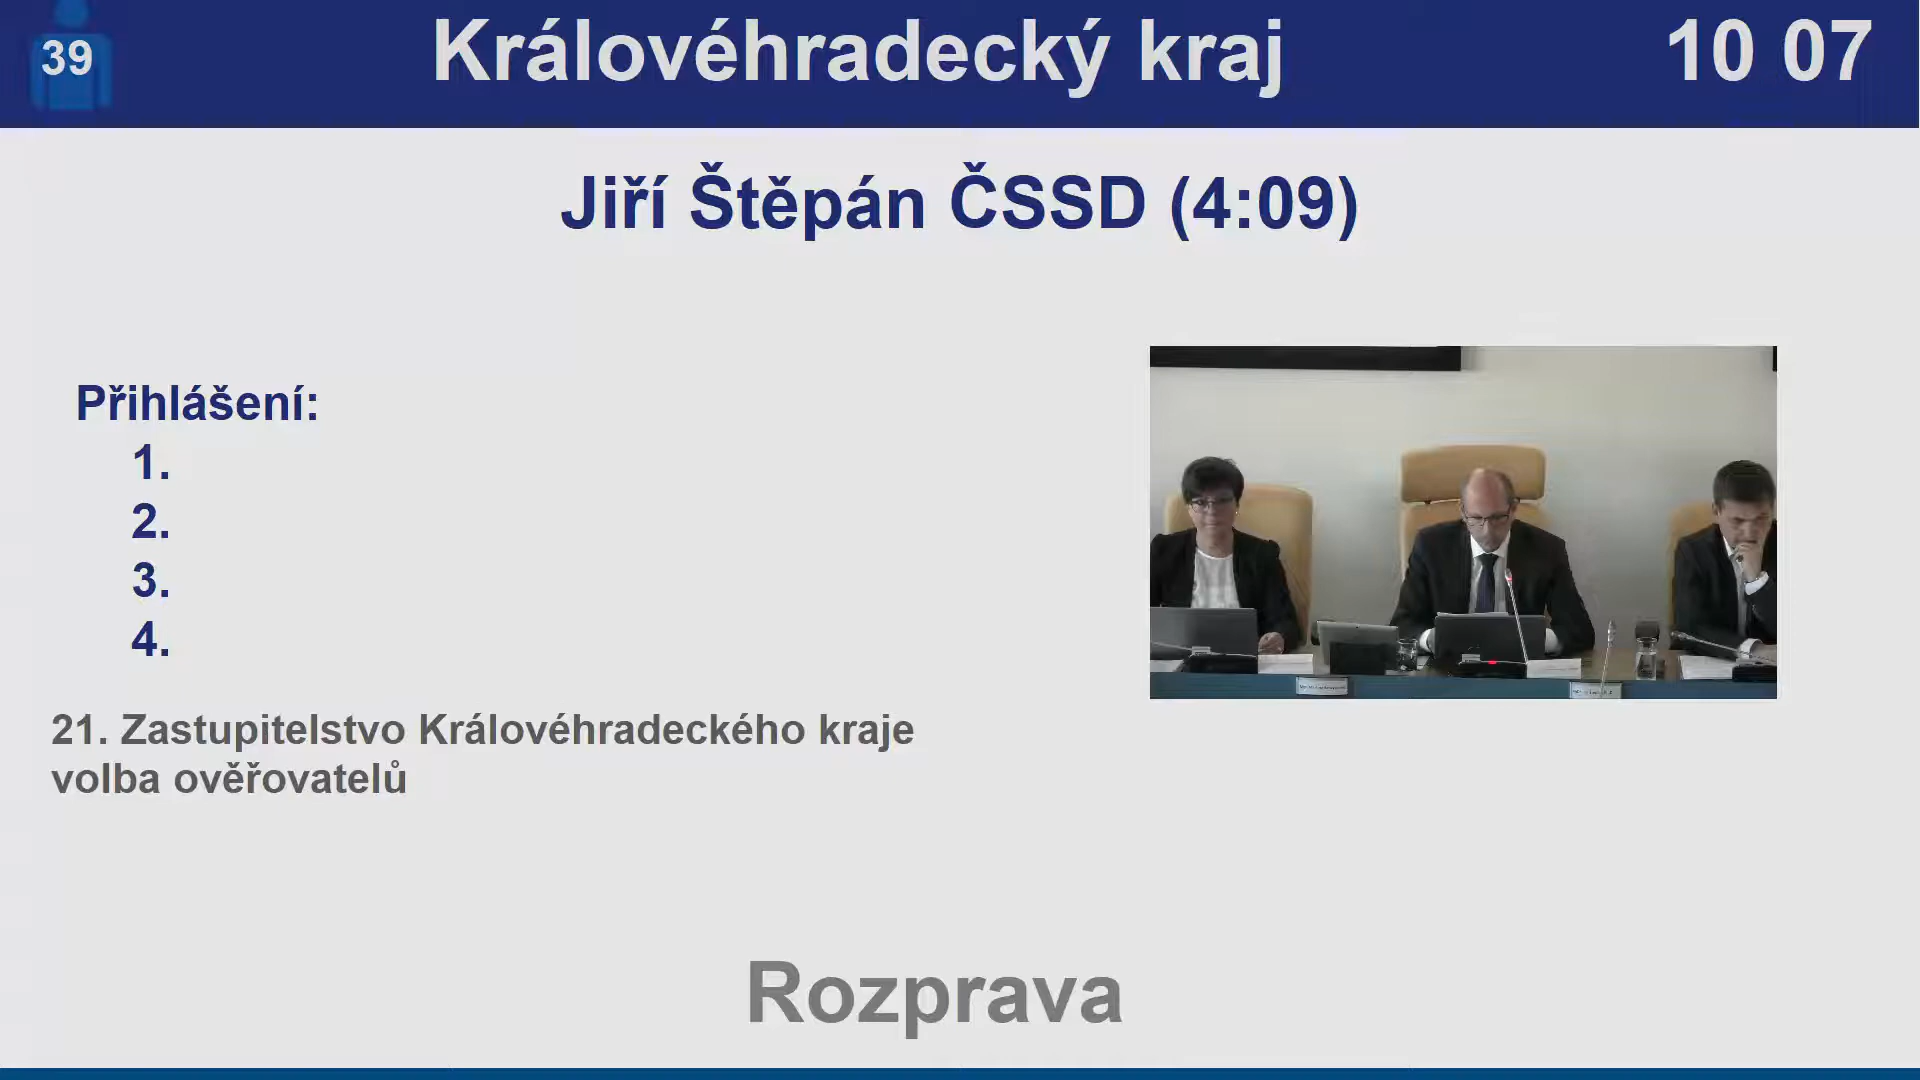 39
Královéhradecký kraj
10 07
Jiří Štěpán ČSSD (4:09)
Přihlášení:
1.
2.
3.
4.
21. Zastupitelstvo Královéhradeckého kraje
volba ověřovatelů
Rozprava